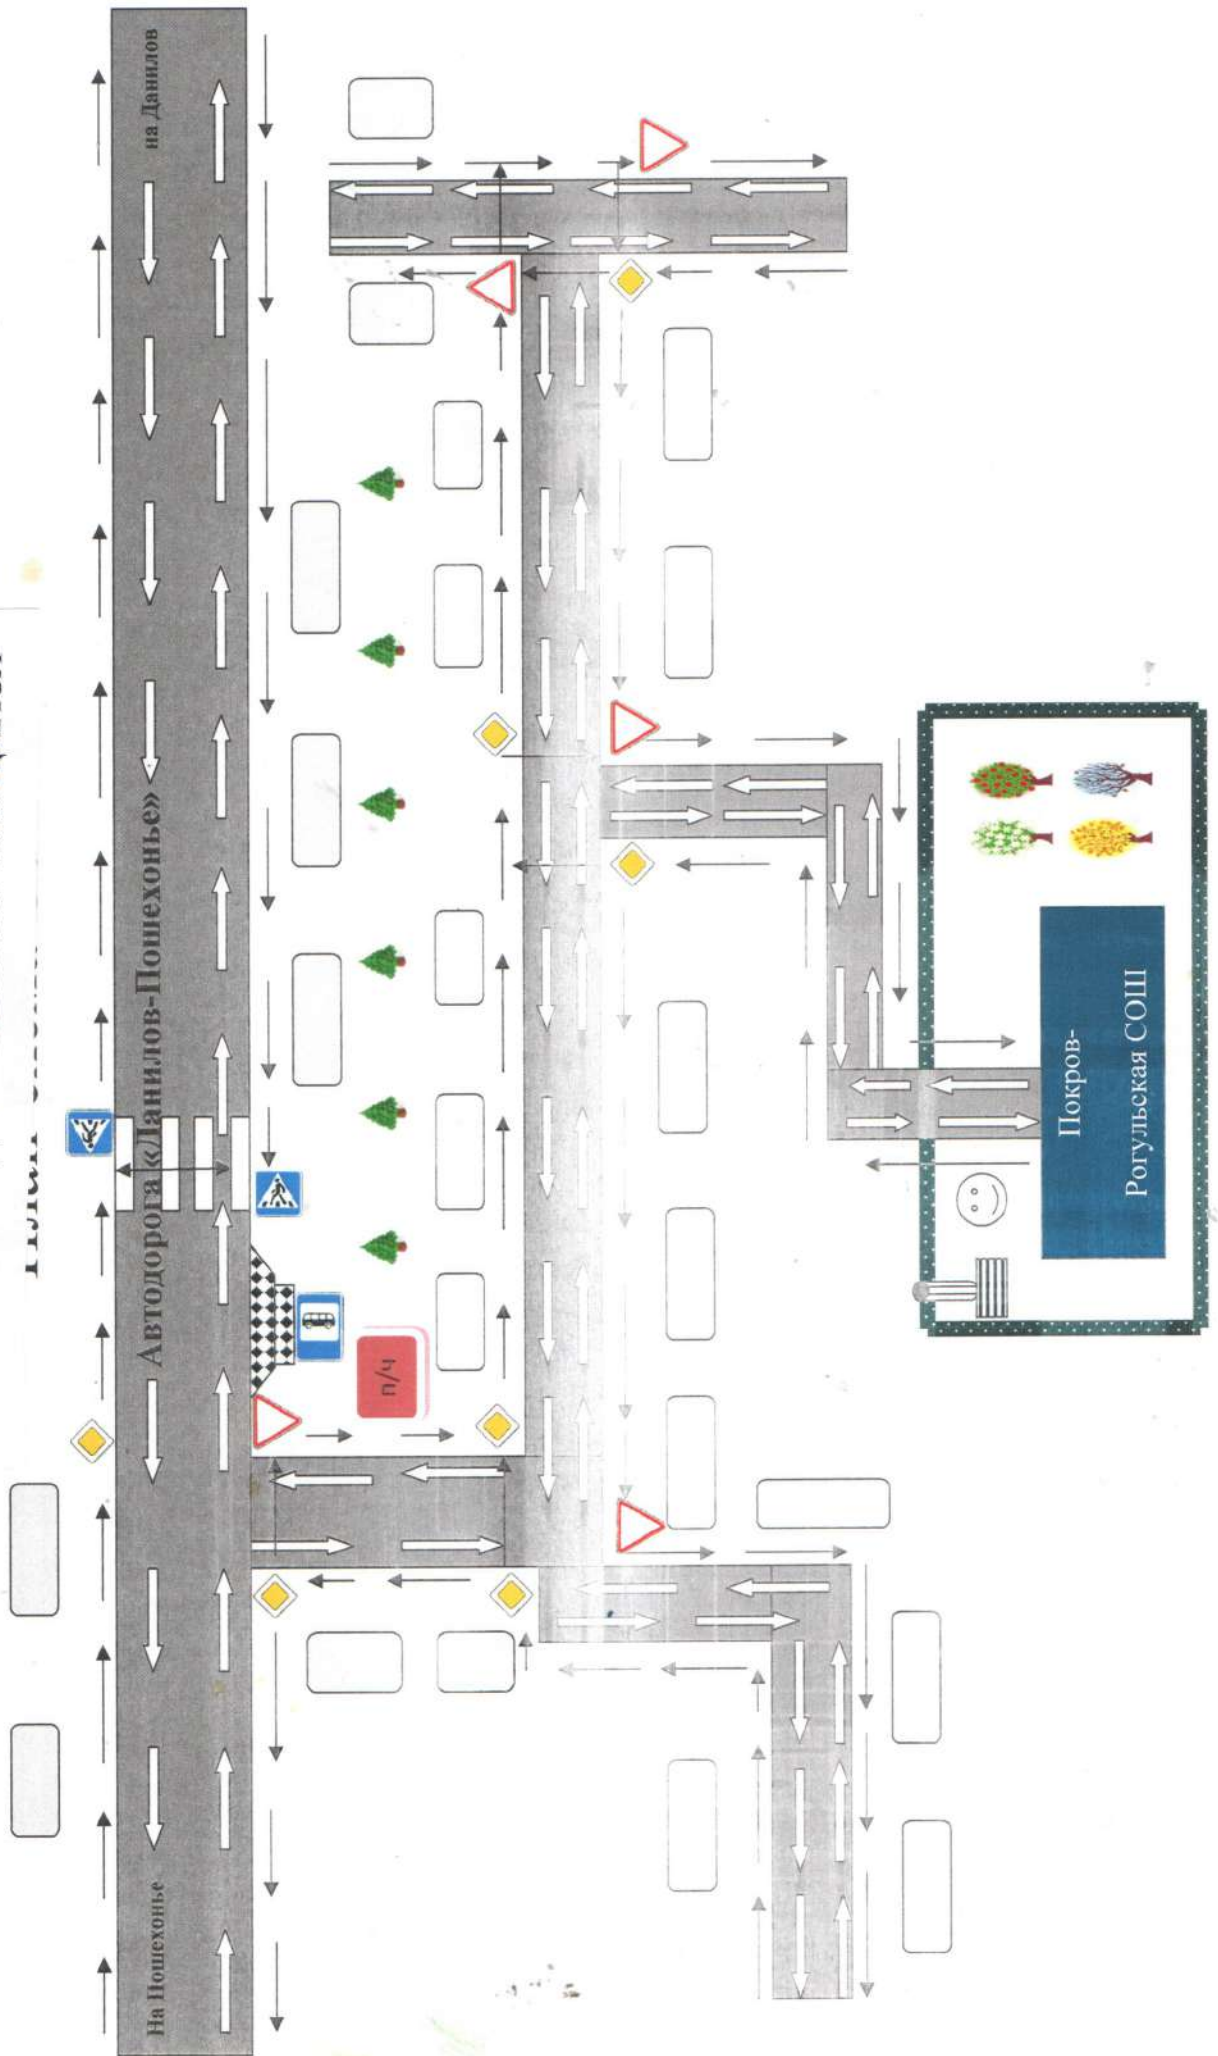 Автодорога «Данилов-Пошехонье»
на Данилов
На Пошехонье
п/ч
Покров-
Рогульская СОШ